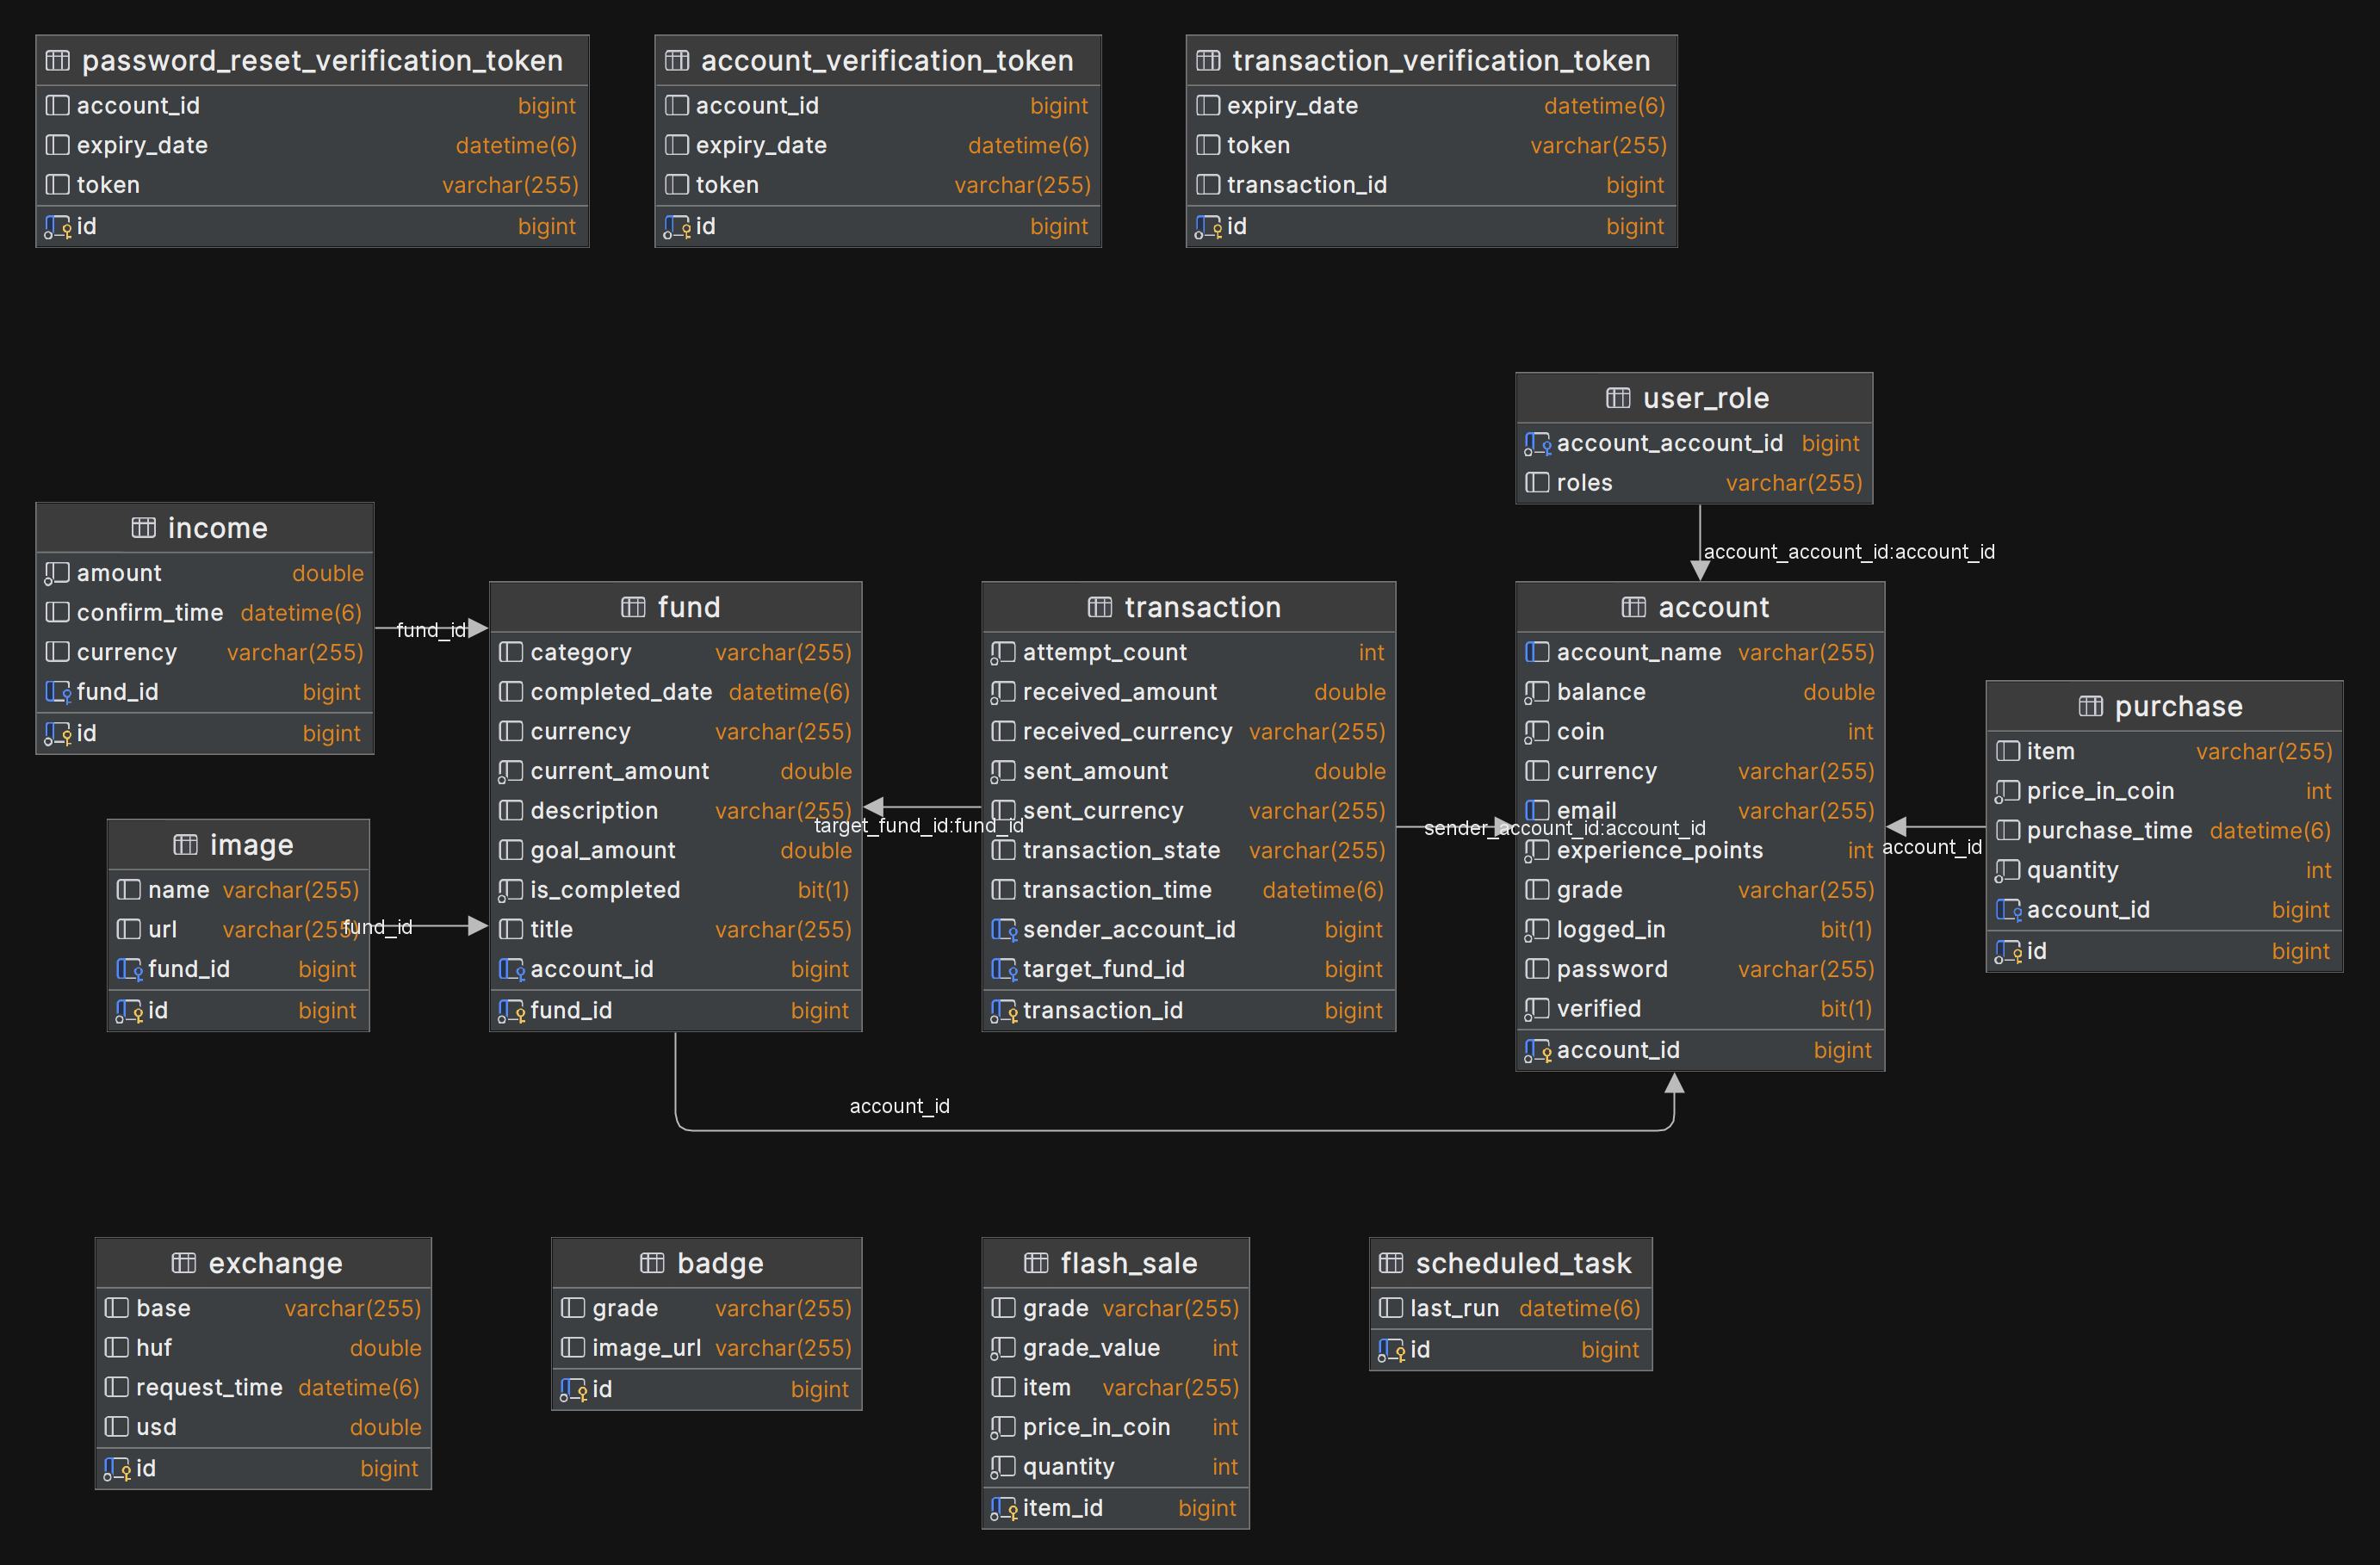 password_reset_verification_token
account_id bigint
expiry_date datetime(6)
token varchar(255)
id bigint
account_verification_token
account_id bigint
expiry_date datetime(6)
token varchar(255)
id bigint
transaction_verification_token
expiry_date datetime(6)
token varchar(255)
transaction_id bigint
id bigint
user_role
account_account_id bigint
roles varchar(255)
account_account_id:account_id
income
amount double
confirm_time datetime(6)
currency varchar(255)
fund_id bigint
id bigint
fund_id
image
name varchar(255)
url varchar(255)
fund_id bigint
id bigint
fund_id
fund
category varchar(255)
completed_date datetime(6)
currency varchar(255)
current_amount double
description varchar(255)
goal_amount double
is_completed bit(1)
title varchar(255)
account_id bigint
fund_id bigint
target_fund_id:fund_id
transaction
attempt_count int
received_amount double
received_currency varchar(255)
sent_amount double
sent_currency varchar(255)
transaction_state varchar(255)
transaction_time datetime(6)
sender_account_id bigint
target_fund_id bigint
transaction_id bigint
sender_account_id:account_id
account
account_name varchar(255)
balance double
coin int
currency varchar(255)
email varchar(255)
experience_points int
grade varchar(255)
logged_in bit(1)
password varchar(255)
verified bit(1)
account_id bigint
account_id
purchase
item varchar(255)
price_in_coin int
purchase_time datetime(6)
quantity int
account_id bigint
id bigint
account_id
exchange
base varchar(255)
huf double
request_time datetime(6)
usd double
id bigint
badge
grade varchar(255)
image_url varchar(255)
id bigint
flash_sale
grade varchar(255)
grade_value int
item varchar(255)
price_in_coin int
quantity int
item_id bigint
scheduled_task
last_run datetime(6)
id bigint